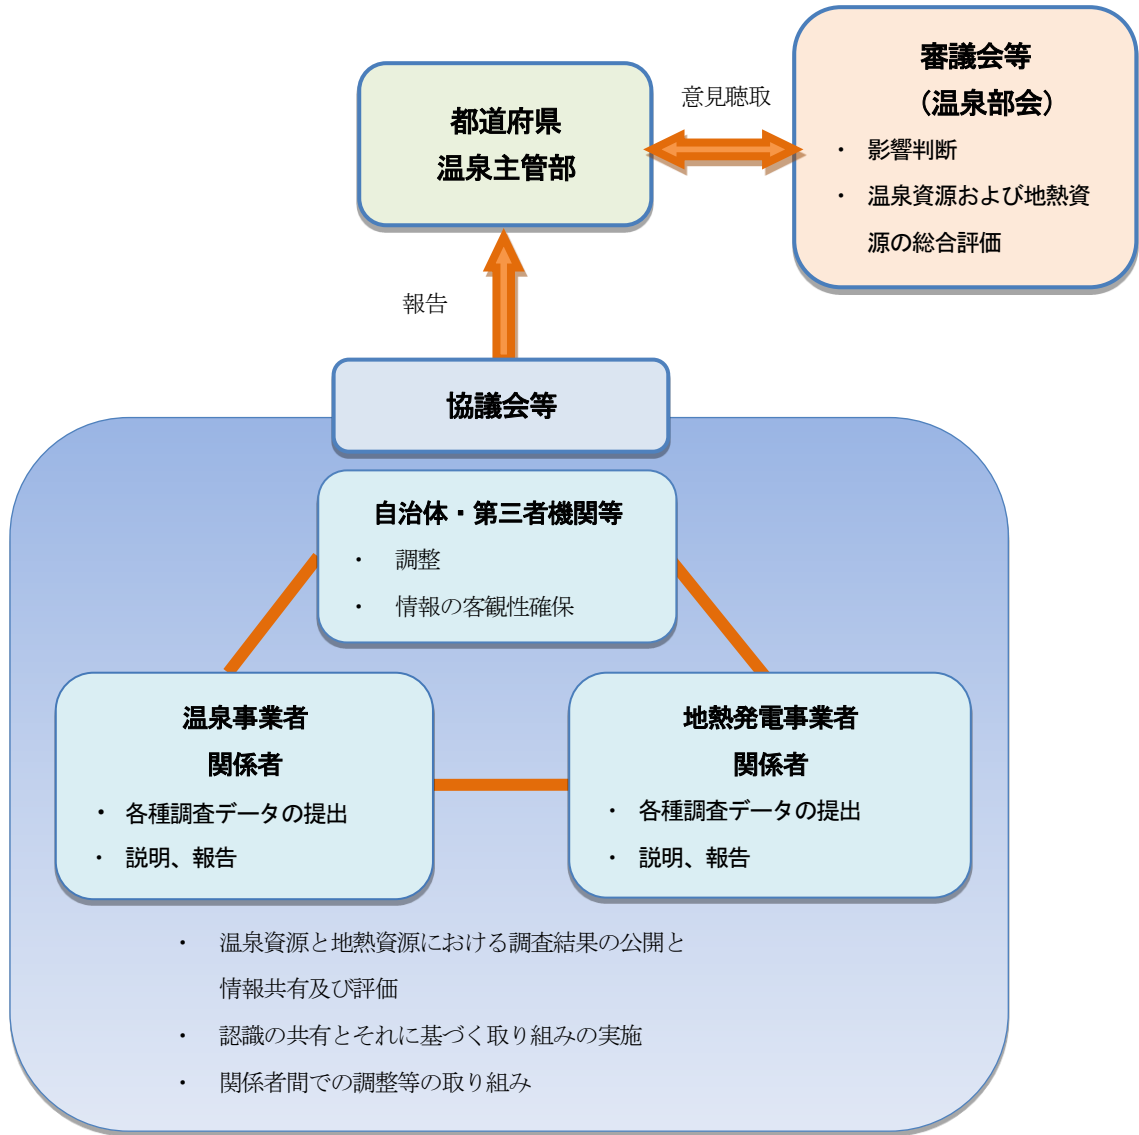 審議会等
（温泉部会）
・ 影響判断
・ 温泉資源および地熱資
源の総合評価
意見聴取
都道府県
温泉主管部
報告
協議会等
自治体・第三者機関等
・ 調整
・ 情報の客観性確保
温泉事業者
関係者
・ 各種調査データの提出
・ 説明、報告
地熱発電事業者
関係者
・ 各種調査データの提出
・ 説明、報告
・ 温泉資源と地熱資源における調査結果の公開と
情報共有及び評価
・ 認識の共有とそれに基づく取り組みの実施
・ 関係者間での調整等の取り組み